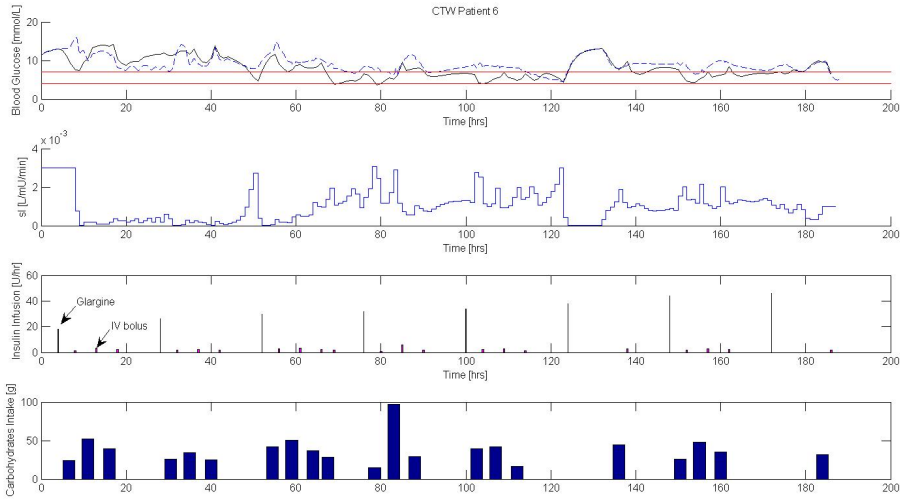 CTW Patient 6
20
10
0
Blood Glucose [mmol/L]
0 20 40 60 80 100 120 140 160 180 200
Time [hrs]
x 10-3
4
2
0
sI [L/mU/min]
0 20 40 60 80 100 120 140 160 180 200
Time [hrs]
60
40
20
0
Insulin Infusion [U/hr]
Glargine
IV bolus
0 20 40 60 80 100 120 140 160 180 200
Time [hrs]
100
50
0
Carbohydrates Intake [g]
0 20 40 60 80 100 120 140 160 180 200
Time [hrs]